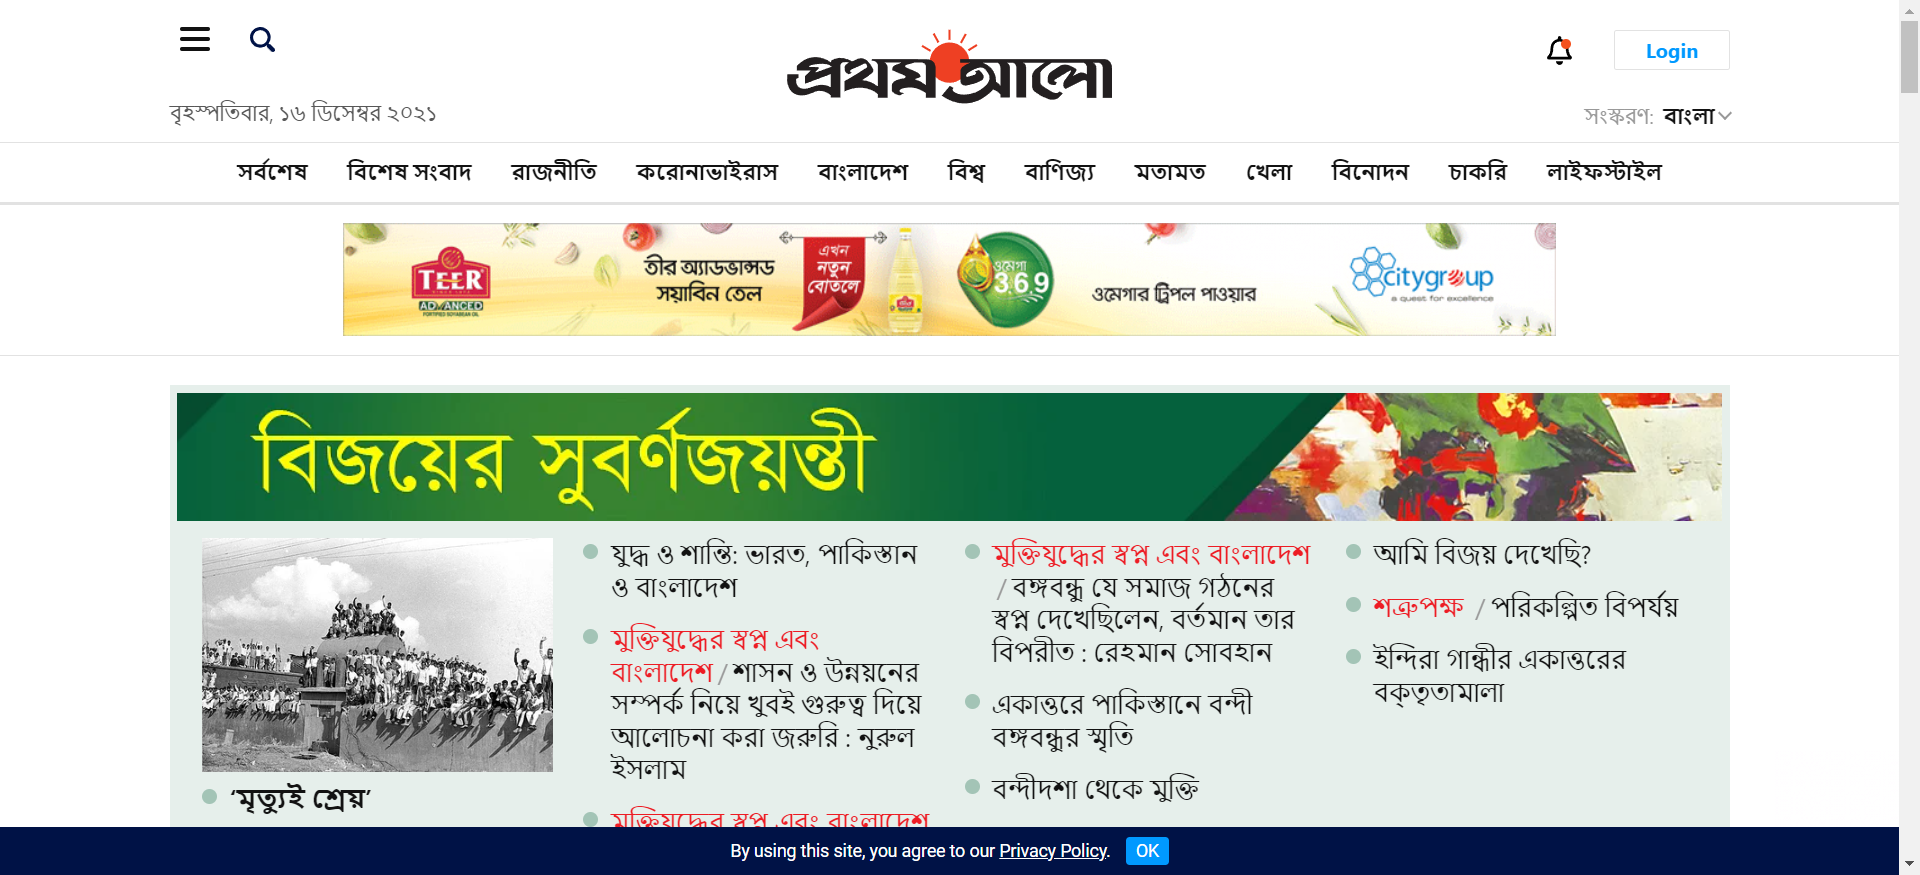 প্রথম আলো
Login
বৃহস্পতিবার, ১৬ ডিসেম্বর ২০২১
সংস্করণ: বাংলা
সর্বশেষ বিশেষ সংবাদ রাজনীতি করোনাভাইরাস বাংলাদেশ বিশ্ব বাণিজ্য মতামত খেলা বিনোদন চাকরি লাইফস্টাইল
TEER
ADVANCED
FORTIFIED SOYABEAN OIL
তীর অ্যাডভান্সড
সয়াবিন তেল
এখন
নতুন
বোতলে
ওমেগা
3,6,9
ওমেগার ট্রিপল পাওয়ার
citygroup
a quest for excellence
বিজয়ের সুবর্ণজয়ন্তী
‘মৃত্যুই শ্রেয়’
যুদ্ধ ও শান্তি: ভারত, পাকিস্তান
ও বাংলাদেশ
মুক্তিযুদ্ধের স্বপ্ন এবং
বাংলাদেশ / শাসন ও উন্নয়নের
সম্পর্ক নিয়ে খুবই গুরুত্ব দিয়ে
আলোচনা করা জরুরি : নুরুল
ইসলাম
মুক্তিযুদ্ধের স্বপ্ন এবং বাংলাদেশ
মুক্তিযুদ্ধের স্বপ্ন এবং বাংলাদেশ
/ বঙ্গবন্ধু যে সমাজ গঠনের
স্বপ্ন দেখেছিলেন, বর্তমান তার
বিপরীত : রেহমান সোবহান
একাত্তরে পাকিস্তানে বন্দী
বঙ্গবন্ধুর স্মৃতি
বন্দীদশা থেকে মুক্তি
আমি বিজয় দেখেছি?
শত্রুপক্ষ / পরিকল্পিত বিপর্যয়
ইন্দিরা গান্ধীর একাত্তরের
বক্তৃতামালা
By using this site, you agree to our Privacy Policy. OK